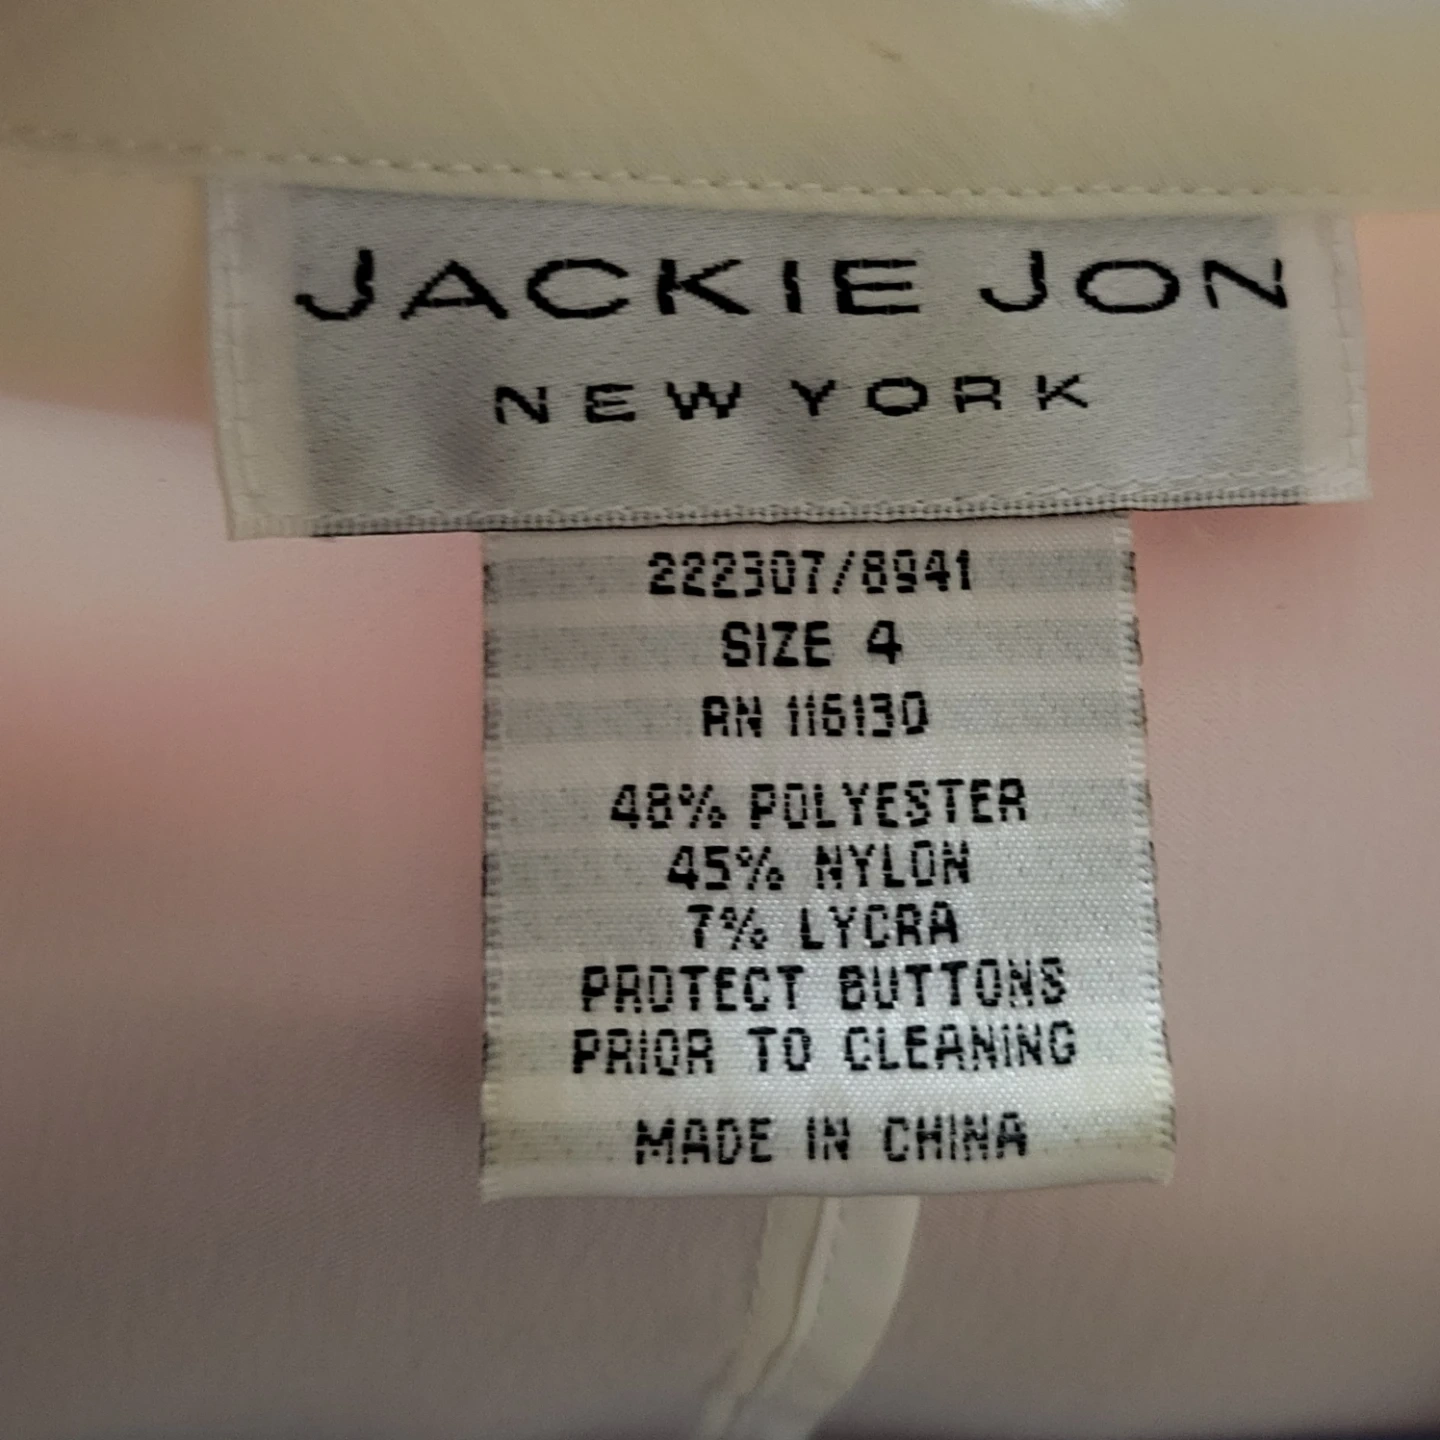 JACKIE JON
NEW YORK
222307/8941
SIZE 4
RN 116130
48% POLYESTER
45% NYLON
7% LYCRA
PROTECT BUTTONS
PRIOR TO CLEANING
MADE IN CHINA